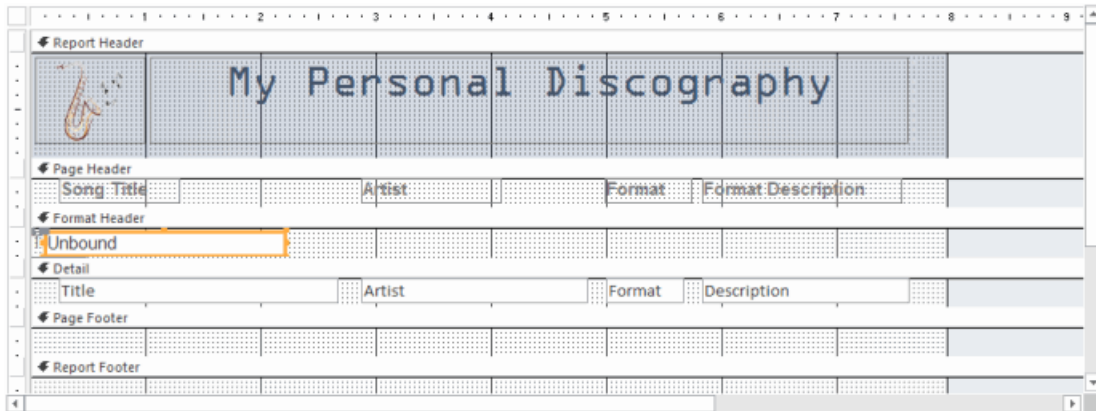 1 2 3 4 5 6 7 8 9
Report Header
My Personal Discography
Page Header
Song Title Artist Format Format Description
Format Header
Unbound
Detail
Title Artist Format Description
Page Footer
Report Footer